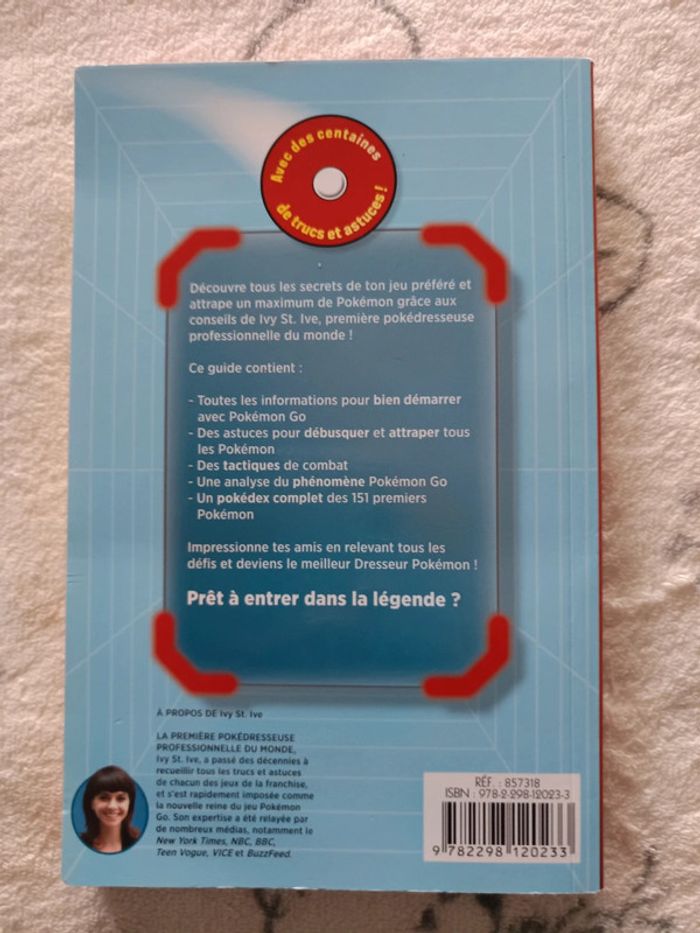 Avec des centaines
de trucs et astuces !
Découvre tous les secrets de ton jeu préféré et
attrape un maximum de Pokémon grâce aux
conseils de Ivy St. Ive, première pokédresseuse
professionnelle du monde !
Ce guide contient :
- Toutes les informations pour bien démarrer
avec Pokémon Go
- Des astuces pour débusquer et attraper tous
les Pokémon
- Des tactiques de combat
- Une analyse du phénomène Pokémon Go
- Un pokédex complet des 151 premiers
Pokémon
Impressionne tes amis en relevant tous les
défis et deviens le meilleur Dresseur Pokémon !
Prêt à entrer dans la légende ?
À PROPOS DE Ivy St. Ive
LA PREMIÈRE POKÉDRESSEUSE
PROFESSIONNELLE DU MONDE,
Ivy St. Ive, a passé des décennies à
recueillir tous les trucs et astuces
de chacun des jeux de la franchise,
et s'est rapidement imposée comme
la nouvelle reine du jeu Pokémon
Go. Son expertise a été relayée par
de nombreux médias, notamment le
New York Times, NBC, BBC,
Teen Vogue, VICE et BuzzFeed.
RÉF. : 857318
ISBN : 978-2-298-12023-3
9 782298 120233